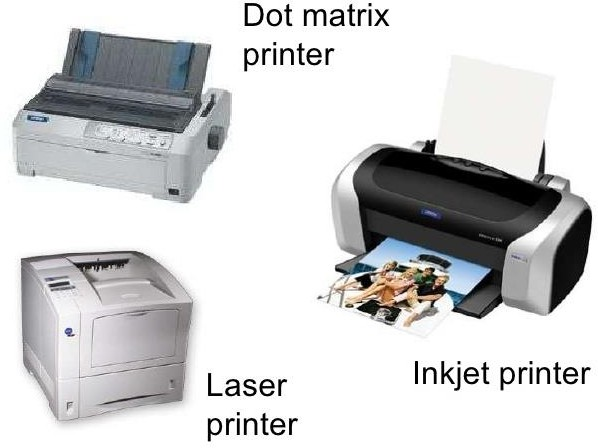 Dot matrix
printer
Inkjet printer
Laser
printer